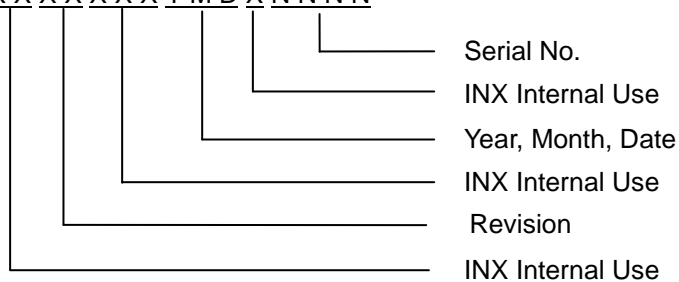 X X X X X X X Y M D X N N N N
Serial No.
INX Internal Use
Year, Month, Date
INX Internal Use
Revision
INX Internal Use